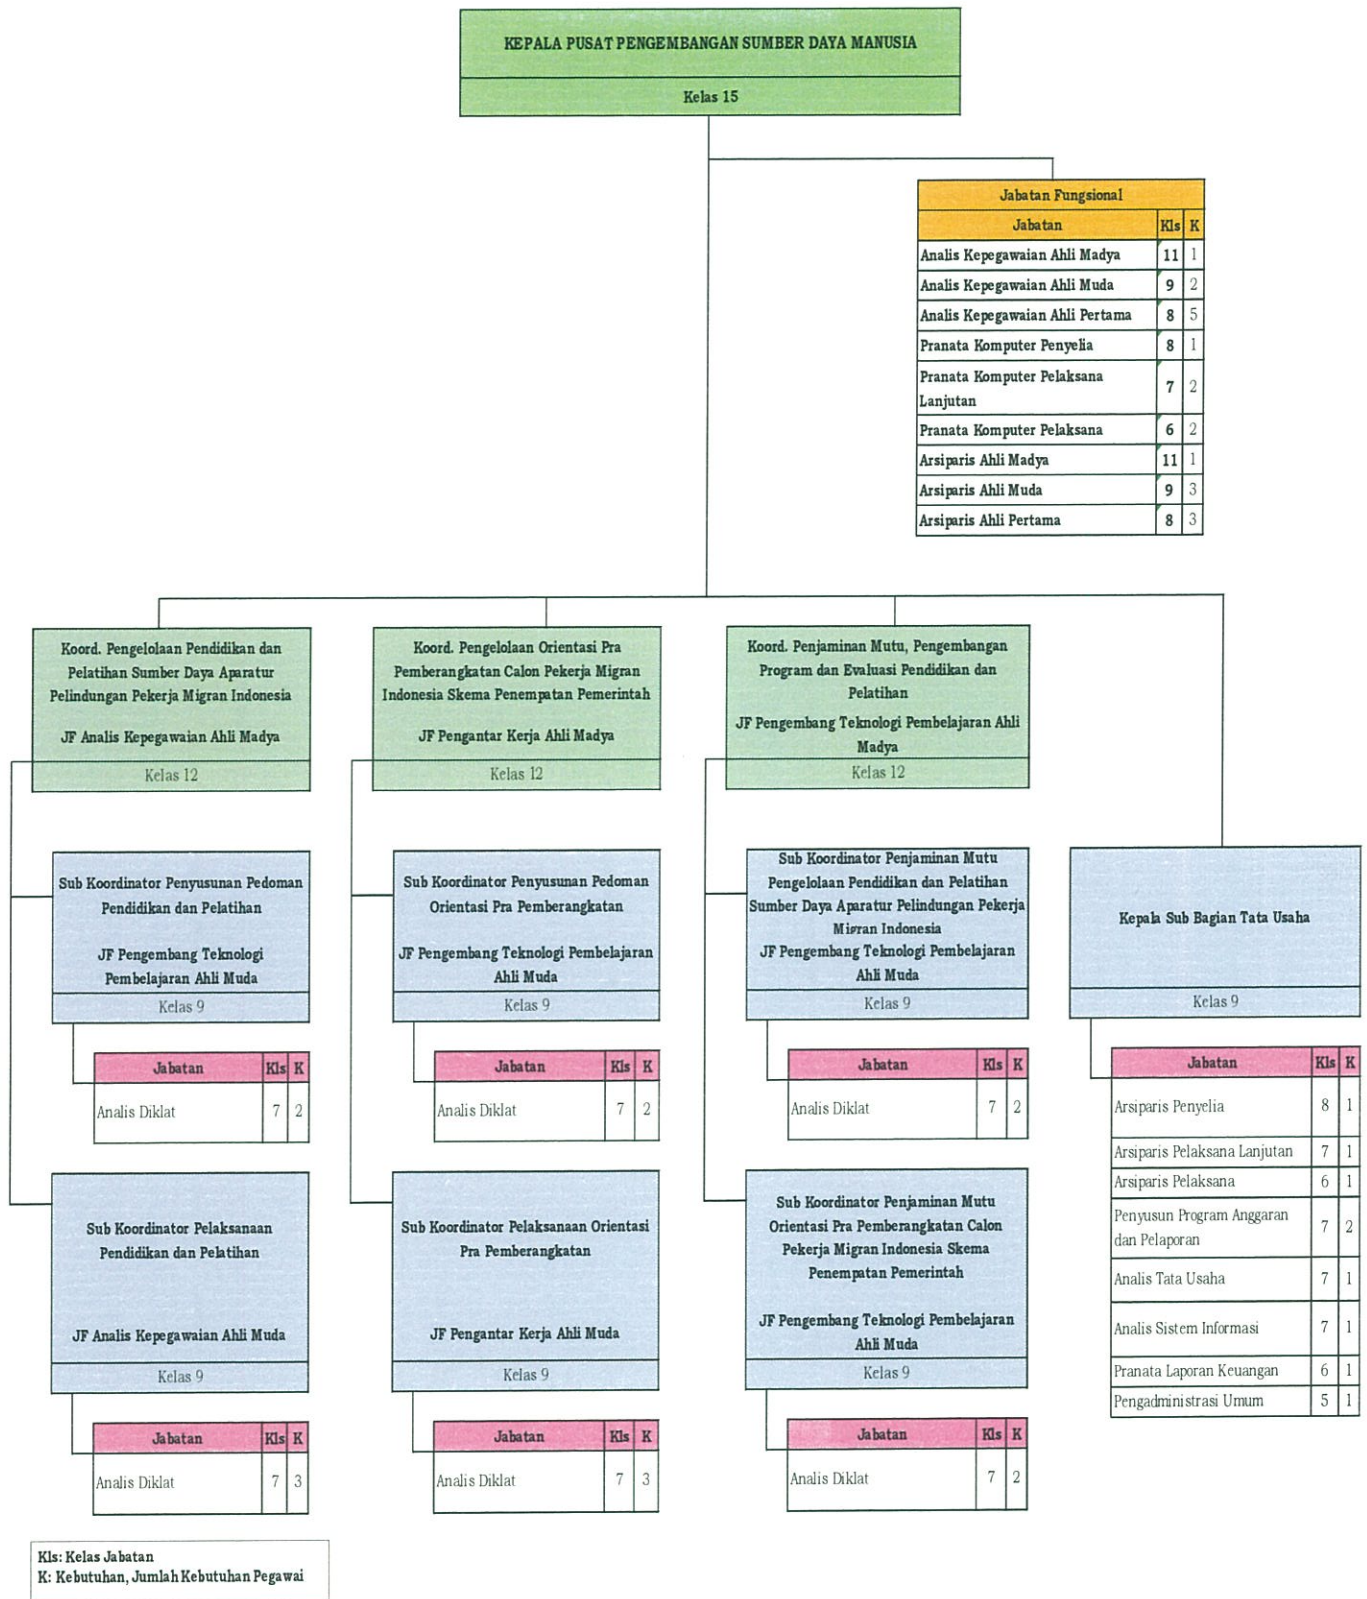 KEPALA PUSAT PENGEMBANGAN SUMBER DAYA MANUSIA
Kelas 15
Jabatan Fungsional
Jabatan Kls K
Analis Kepegawaian Ahli Madya 11 1
Analis Kepegawaian Ahli Muda 9 2
Analis Kepegawaian Ahli Pertama 8 5
Pranata Komputer Penyelia 8 1
Pranata Komputer Pelaksana
Lanjutan 7 2
Pranata Komputer Pelaksana 6 2
Arsiparis Ahli Madya 11 1
Arsiparis Ahli Muda 9 3
Arsiparis Ahli Pertama 8 3
Koord. Pengelolaan Pendidikan dan
Pelatihan Sumber Daya Aparatur
Pelindungan Pekerja Migran Indonesia
JF Analis Kepegawaian Ahli Madya
Kelas 12
Koord. Pengelolaan Orientasi Pra
Pemberangkatan Calon Pekerja Migran
Indonesia Skema Penempatan Pemerintah
JF Pengantar Kerja Ahli Madya
Kelas 12
Koord. Penjaminan Mutu, Pengembangan
Program dan Evaluasi Pendidikan dan
Pelatihan
JF Pengembang Teknologi Pembelajaran Ahli
Madya
Kelas 12
Sub Koordinator Penyusunan Pedoman
Pendidikan dan Pelatihan
JF Pengembang Teknologi
Pembelajaran Ahli Muda
Kelas 9
Jabatan Kls K
Analis Diklat 7 2
Sub Koordinator Penyusunan Pedoman
Orientasi Pra Pemberangkatan
JF Pengembang Teknologi Pembelajaran
Ahli Muda
Kelas 9
Jabatan Kls K
Analis Diklat 7 2
Sub Koordinator Penjaminan Mutu
Pengelolaan Pendidikan dan Pelatihan
Sumber Daya Aparatur Pelindungan Pekerja
Migran Indonesia
JF Pengembang Teknologi Pembelajaran
Ahli Muda
Kelas 9
Jabatan Kls K
Analis Diklat 7 2
Kepala Sub Bagian Tata Usaha
Kelas 9
Jabatan Kls K
Arsiparis Penyelia 8 1
Arsiparis Pelaksana Lanjutan 7 1
Arsiparis Pelaksana 6 1
Penyusun Program Anggaran
dan Pelaporan 7 2
Analis Tata Usaha 7 1
Analis Sistem Informasi 7 1
Pranata Laporan Keuangan 6 1
Pengadministrasi Umum 5 1
Sub Koordinator Pelaksanaan
Pendidikan dan Pelatihan
JF Analis Kepegawaian Ahli Muda
Kelas 9
Jabatan Kls K
Analis Diklat 7 3
Sub Koordinator Pelaksanaan Orientasi
Pra Pemberangkatan
JF Pengantar Kerja Ahli Muda
Kelas 9
Jabatan Kls K
Analis Diklat 7 3
Sub Koordinator Penjaminan Mutu
Orientasi Pra Pemberangkatan Calon
Pekerja Migran Indonesia Skema
Penempatan Pemerintah
JF Pengembang Teknologi Pembelajaran
Ahli Muda
Kelas 9
Jabatan Kls K
Analis Diklat 7 2
Kls: Kelas Jabatan
K: Kebutuhan, Jumlah Kebutuhan Pegawai